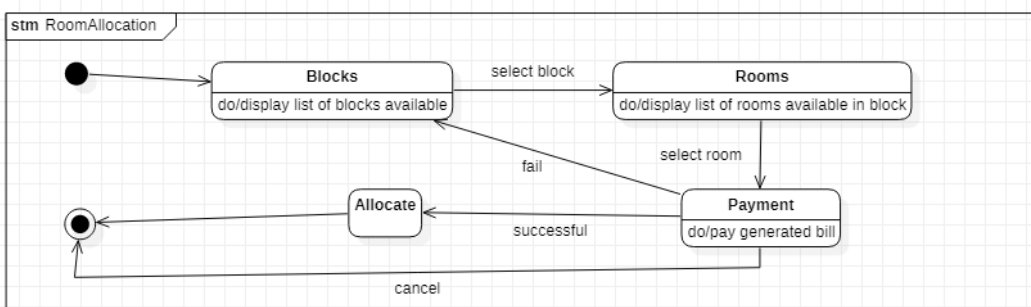 stm RoomAllocation
Blocks
do/display list of blocks available
select block
Rooms
do/display list of rooms available in block
select room
fail
Payment
do/pay generated bill
successful
Allocate
cancel